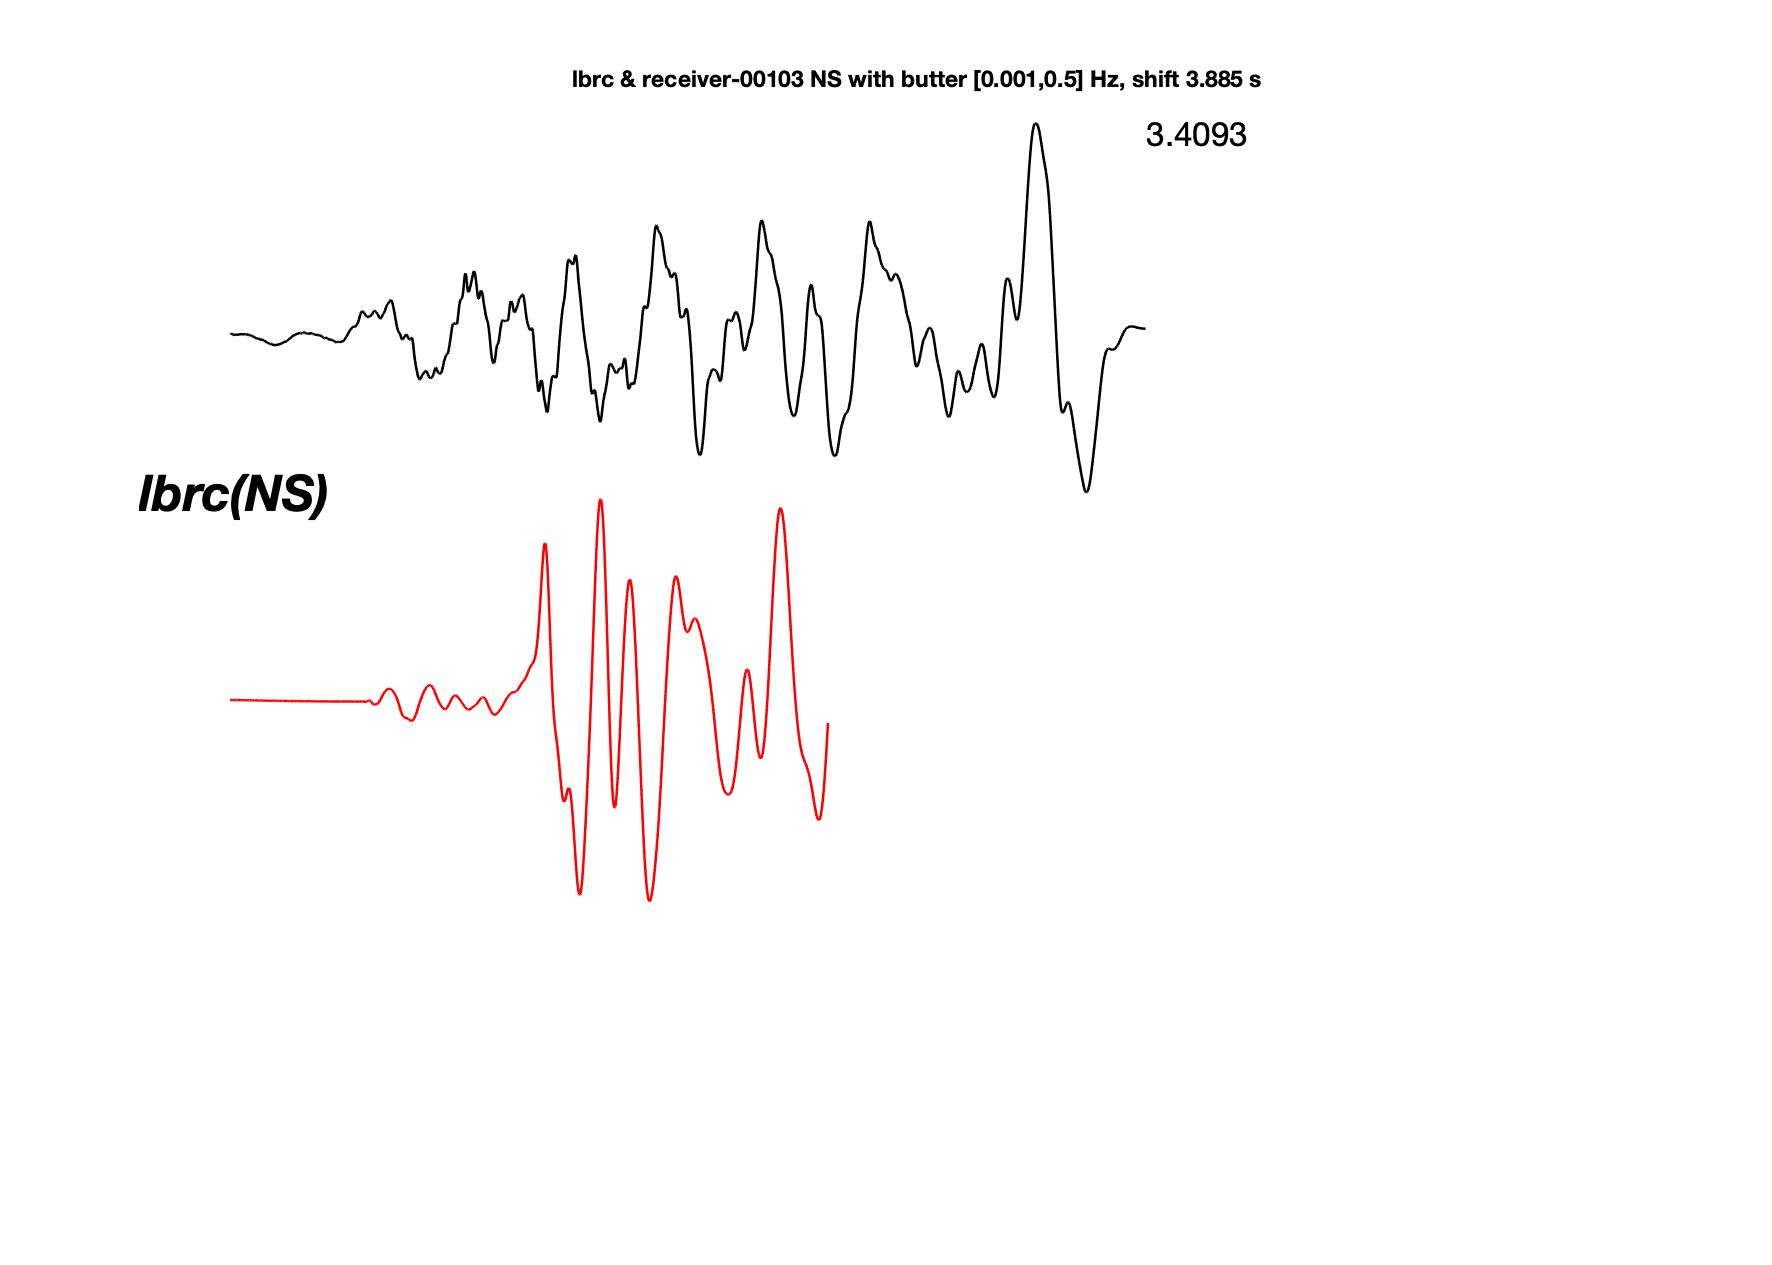 lbrc & receiver-00103 NS with butter [0.001,0.5] Hz, shift 3.885 s
3.4093
lbrc(NS)